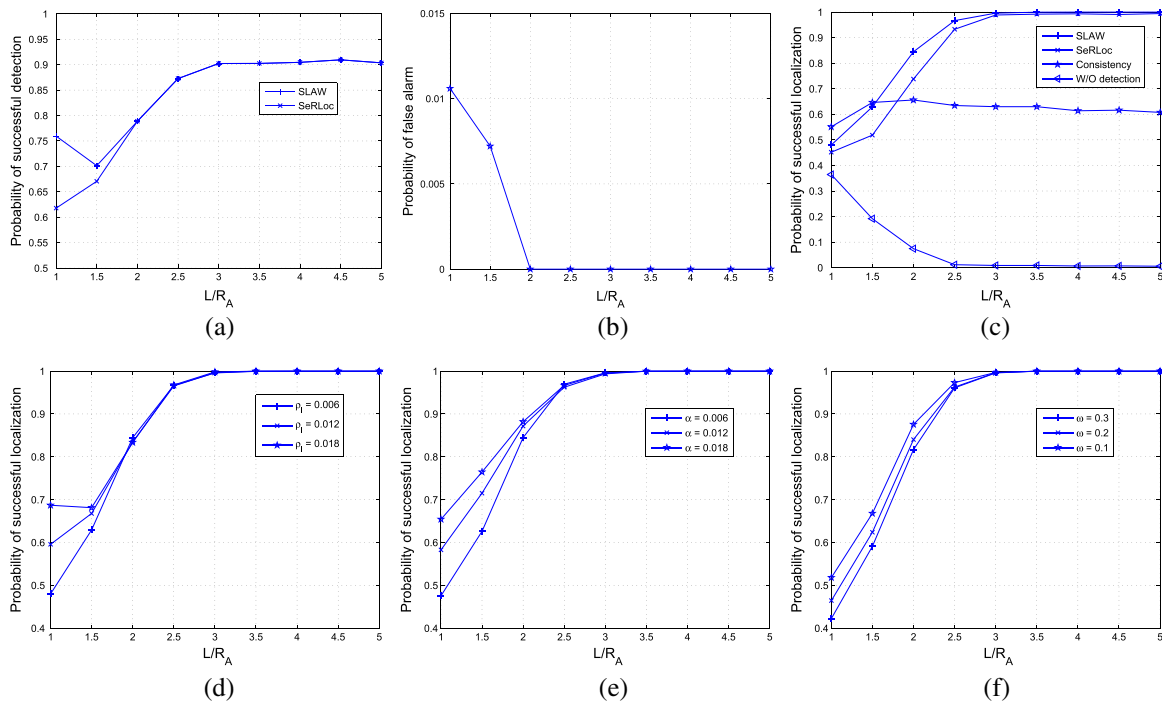 Probability of successful detection
1
0.95
0.9
0.85
0.8
0.75
0.7
0.65
0.6
0.55
0.5
SLAW
SeRLoc
1 1.5 2 2.5 3 3.5 4 4.5 5
L/R_A
(a)
Probability of false alarm
0.015
0.01
0.005
0
1 1.5 2 2.5 3 3.5 4 4.5 5
L/R_A
(b)
Probability of successful localization
1
0.9
0.8
0.7
0.6
0.5
0.4
0.3
0.2
0.1
0
SLAW
SeRLoc
Consistency
W/O detection
1 1.5 2 2.5 3 3.5 4 4.5 5
L/R_A
(c)
Probability of successful localization
1
0.9
0.8
0.7
0.6
0.5
0.4
ρ_l = 0.006
ρ_l = 0.012
ρ_l = 0.018
1 1.5 2 2.5 3 3.5 4 4.5 5
L/R_A
(d)
Probability of successful localization
1
0.9
0.8
0.7
0.6
0.5
0.4
α = 0.006
α = 0.012
α = 0.018
1 1.5 2 2.5 3 3.5 4 4.5 5
L/R_A
(e)
Probability of successful localization
1
0.9
0.8
0.7
0.6
0.5
0.4
ω = 0.3
ω = 0.2
ω = 0.1
1 1.5 2 2.5 3 3.5 4 4.5 5
L/R_A
(f)